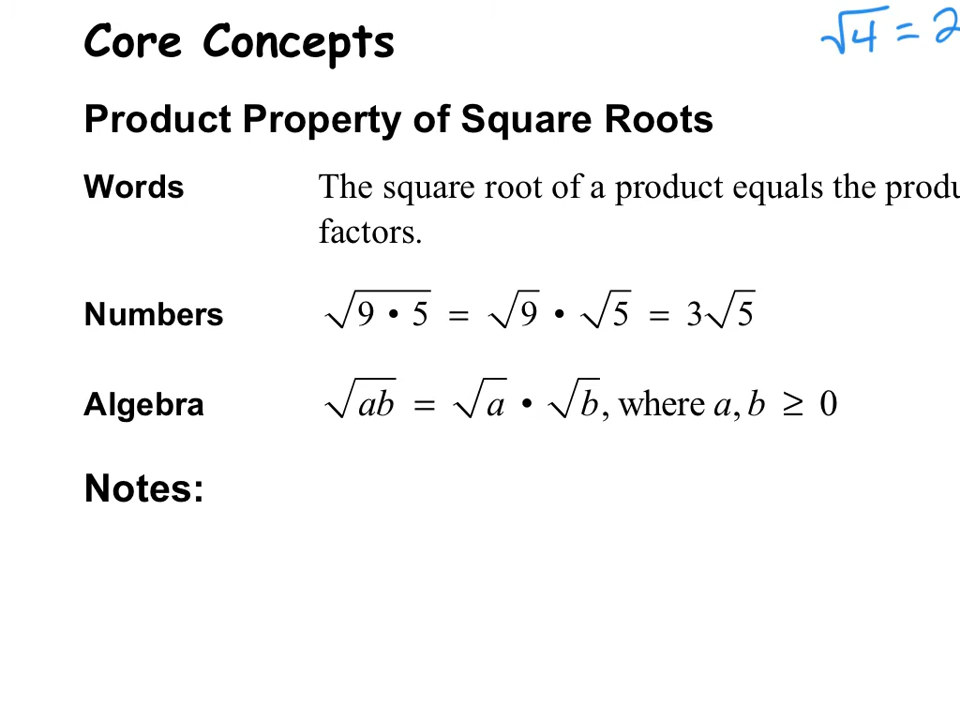 Core Concepts
√4 = 2
Product Property of Square Roots
Words The square root of a product equals the
factors.
Numbers √(9 • 5) = √9 • √5 = 3√5
Algebra √(ab) = √a • √b, where a, b ≥ 0
Notes: